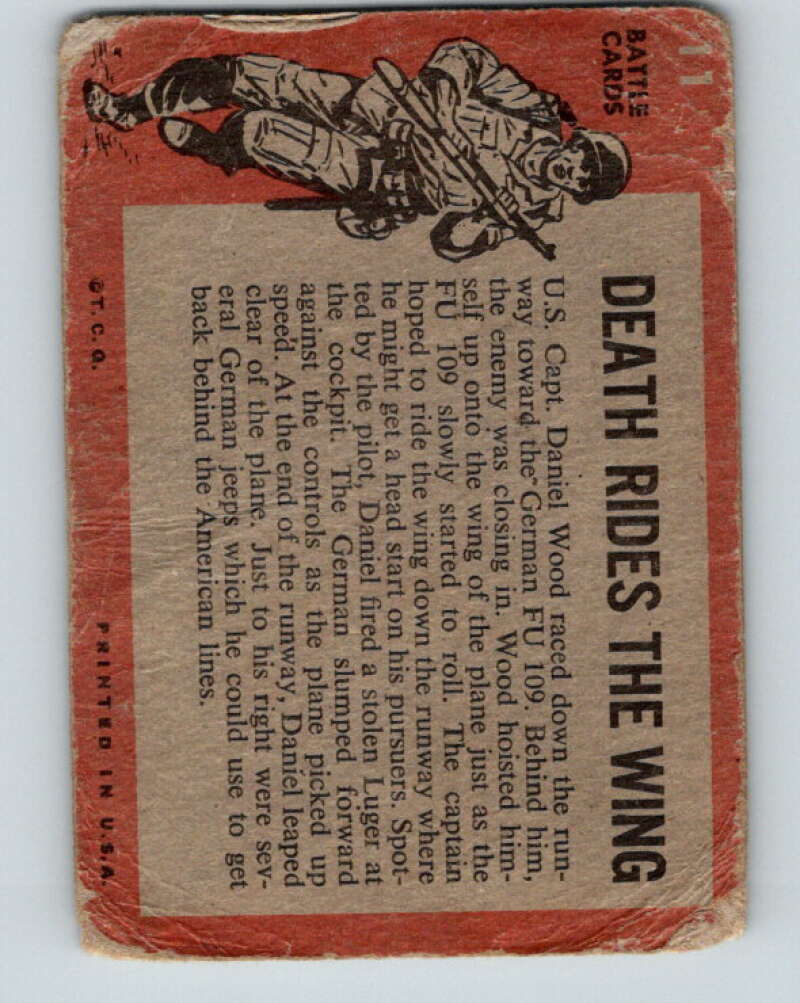 11
BATTLE
CARDS
DEATH RIDES THE WING
U.S. Capt. Daniel Wood raced down the run-
way toward the German FU 109. Behind him,
the enemy was closing in. Wood hoisted him-
self up onto the wing of the plane just as the
FU 109 slowly started to roll. The captain
hoped to ride the wing down the runway where
he might get a head start on his pursuers. Spot-
ted by the pilot, Daniel fired a stolen Luger at
the cockpit. The German slumped forward
against the controls as the plane picked up
speed. At the end of the runway, Daniel leaped
clear of the plane. Just to his right were sev-
eral German jeeps which he could use to get
back behind the American lines.
©T. C. G.
PRINTED IN U.S.A.